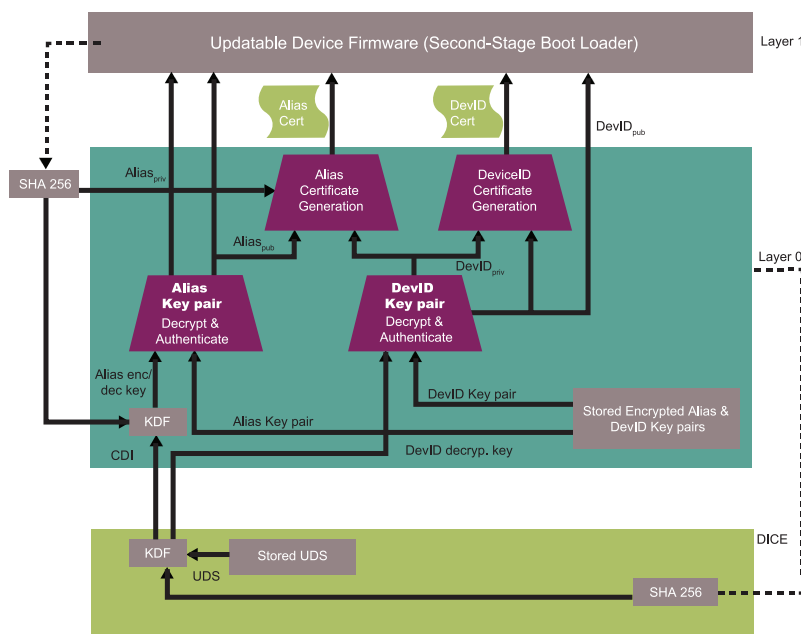 Updatable Device Firmware (Second-Stage Boot Loader)
Layer 1
Alias
Cert
DevID
Cert
DevIDpub
SHA 256
Aliaspriv
Alias
Certificate
Generation
DeviceID
Certificate
Generation
Aliaspub
Layer 0
DevIDpriv
Alias
Key pair
Decrypt &
Authenticate
DevID
Key pair
Decrypt &
Authenticate
Alias enc/
dec key
DevID Key pair
Stored Encrypted Alias &
DevID Key pairs
KDF
Alias Key pair
CDI
DevID decryp. key
DICE
KDF
Stored UDS
UDS
SHA 256